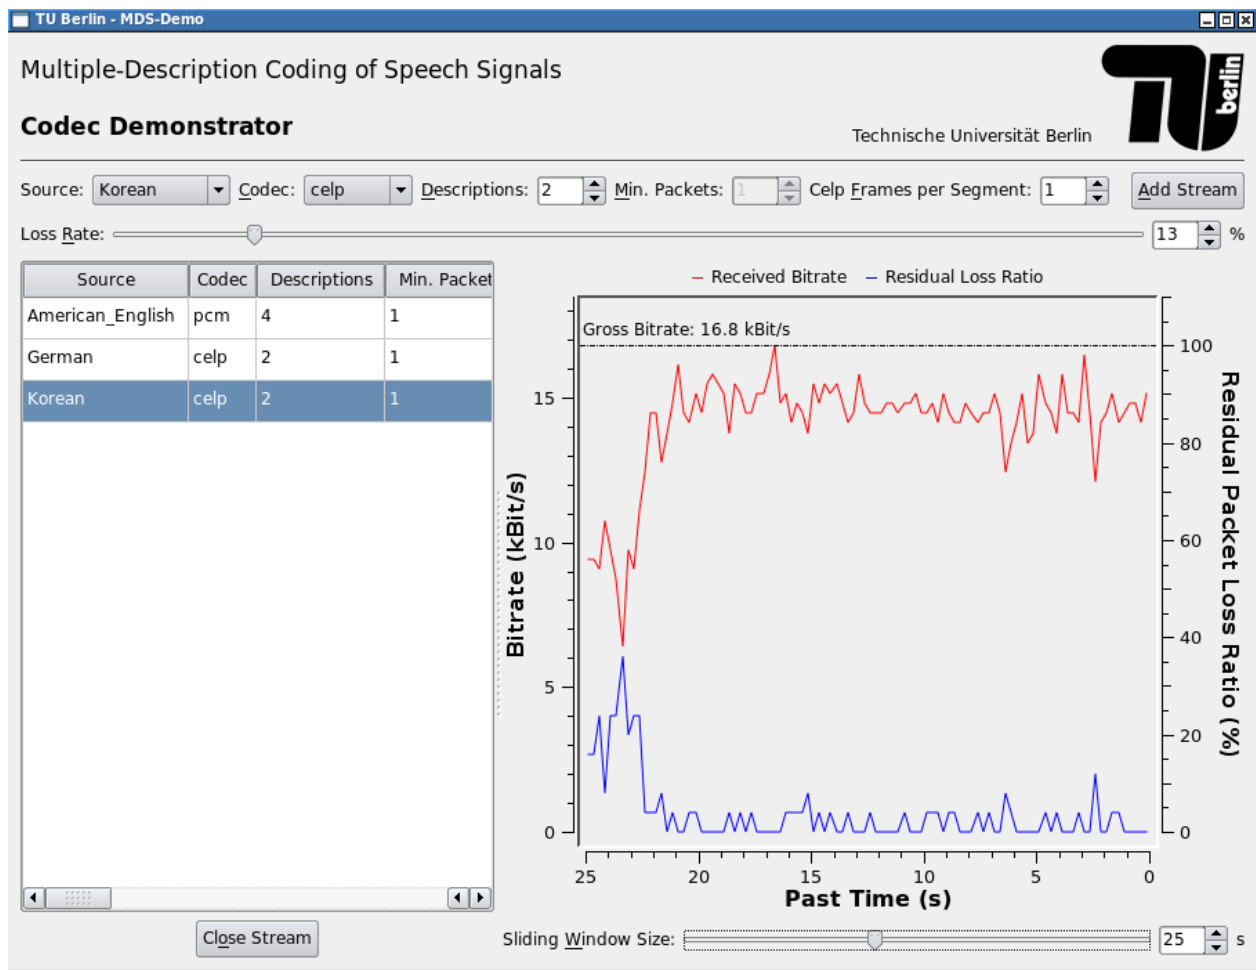 TU Berlin - MDS-Demo
Multiple-Description Coding of Speech Signals
Codec Demonstrator
Technische Universität Berlin
TU berlin
Source: Korean Codec: celp Descriptions: 2 Min. Packets: 1 Celp Frames per Segment: 1 Add Stream
Loss Rate: 13 %
Source Codec Descriptions Min. Packet
American_English pcm 4 1
German celp 2 1
Korean celp 2 1
Close Stream
Received Bitrate Residual Loss Ratio
Gross Bitrate: 16.8 kBit/s
Bitrate (kBit/s)
15
10
5
0
100
80
60
40
20
0
Residual Packet Loss Ratio (%)
25 20 15 10 5 0
Past Time (s)
Sliding Window Size: 25 s